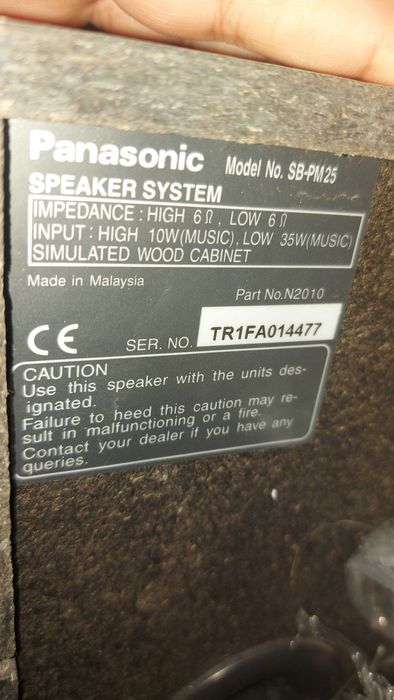 Panasonic Model No. SB-PM25
SPEAKER SYSTEM
IMPEDANCE : HIGH 6Ω , LOW 6Ω
INPUT : HIGH 10W(MUSIC), LOW 35W(MUSIC)
SIMULATED WOOD CABINET
Made in Malaysia
Part No.N2010
CE SER. NO. TR1FA014477
CAUTION
Use this speaker with the units des-
ignated.
Failure to heed this caution may re-
sult in malfunctioning or a fire.
Contact your dealer if you have any
queries.